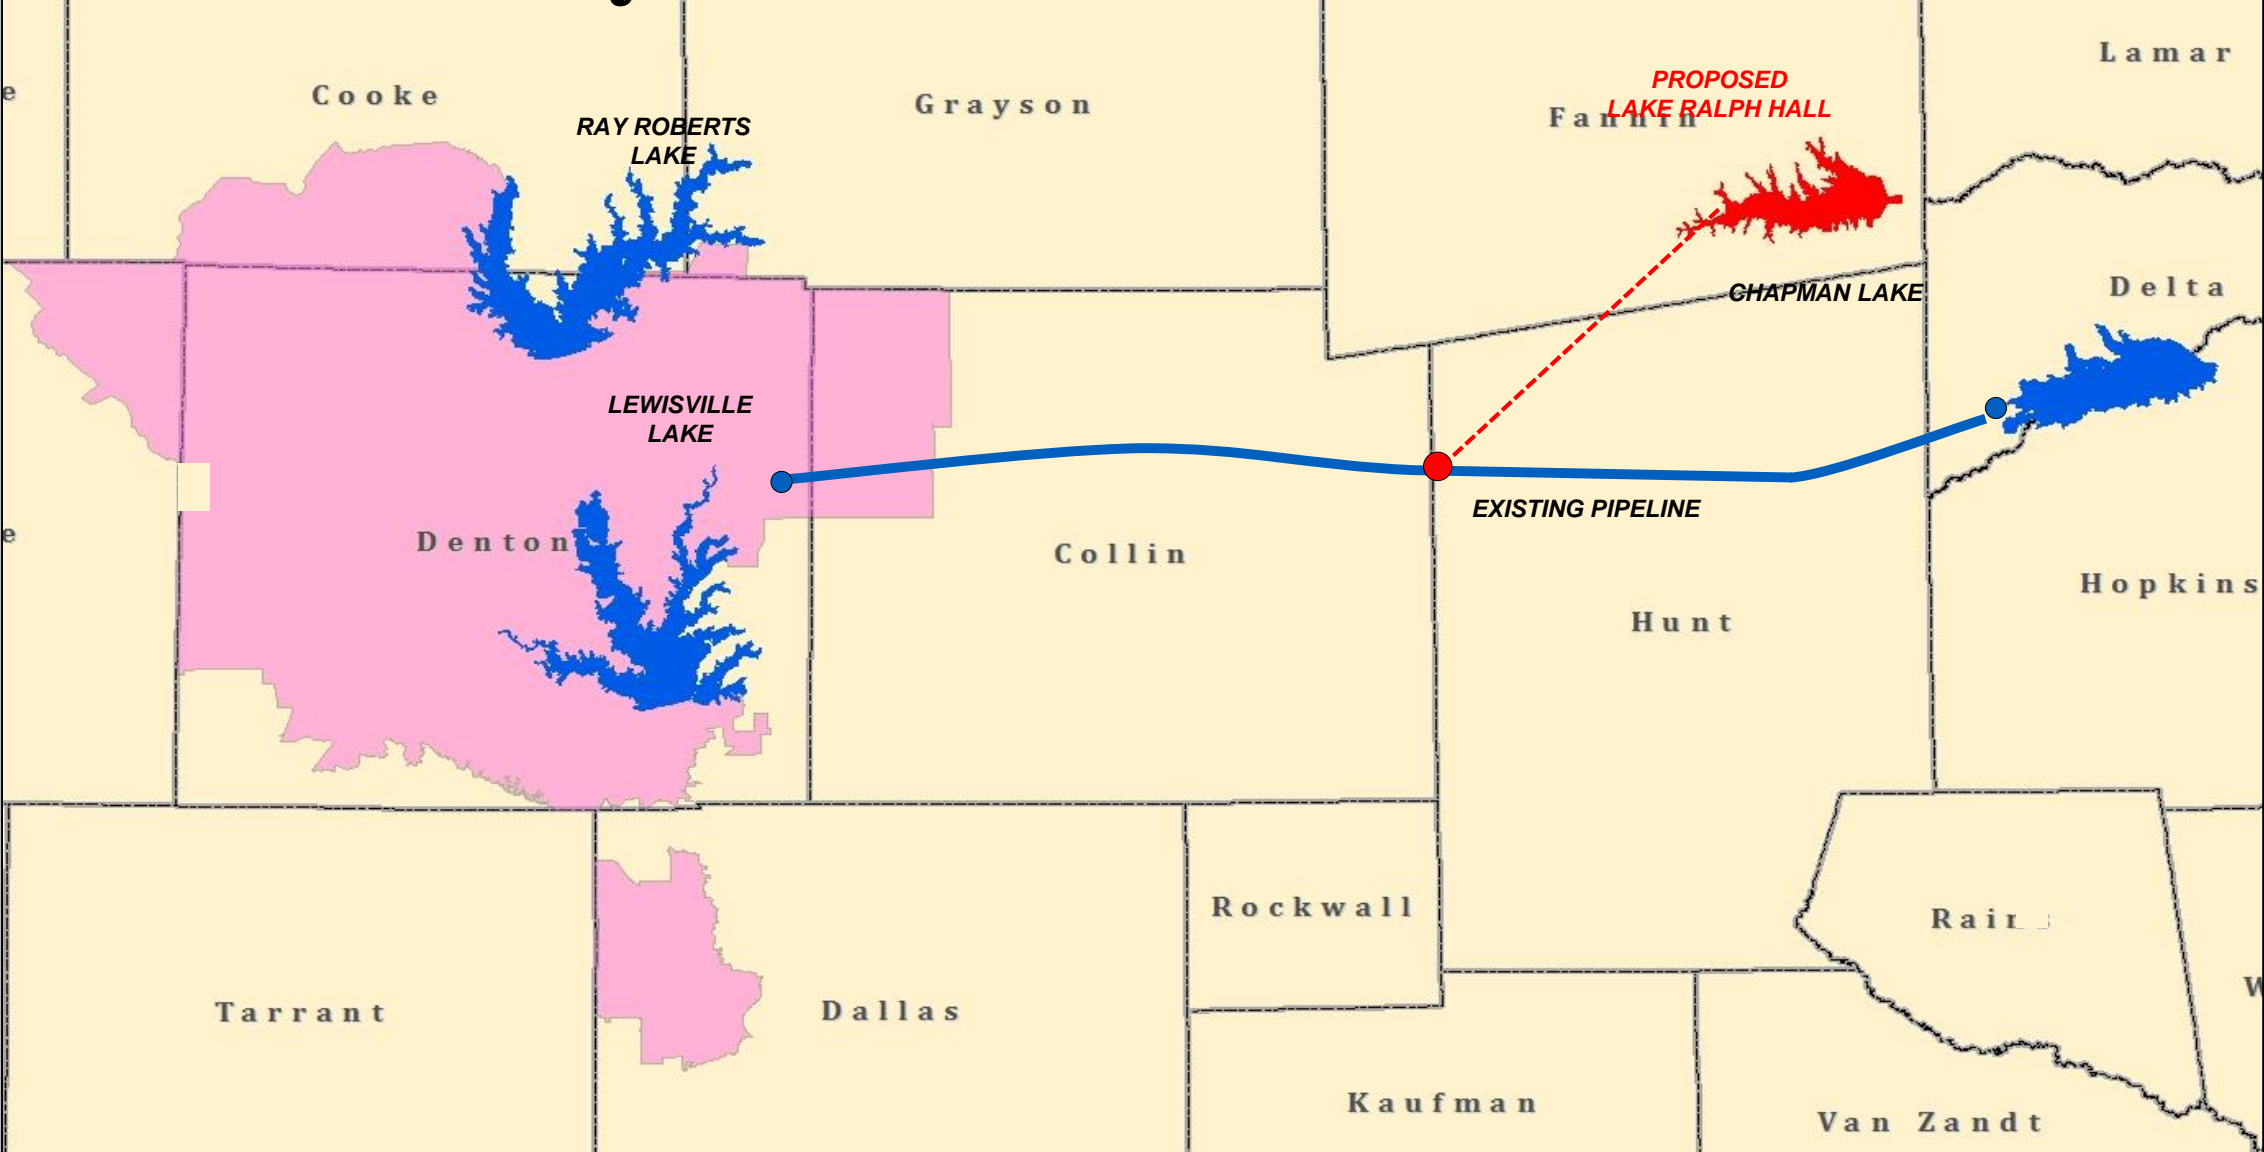 Lamar
PROPOSED
LAKE RALPH HALL
Cooke
Grayson
Fannin
RAY ROBERTS
LAKE
CHAPMAN LAKE
Delta
LEWISVILLE
LAKE
EXISTING PIPELINE
Denton
Collin
Hopkins
Hunt
Rockwall
Tarrant
Dallas
Kaufman
Van Zandt